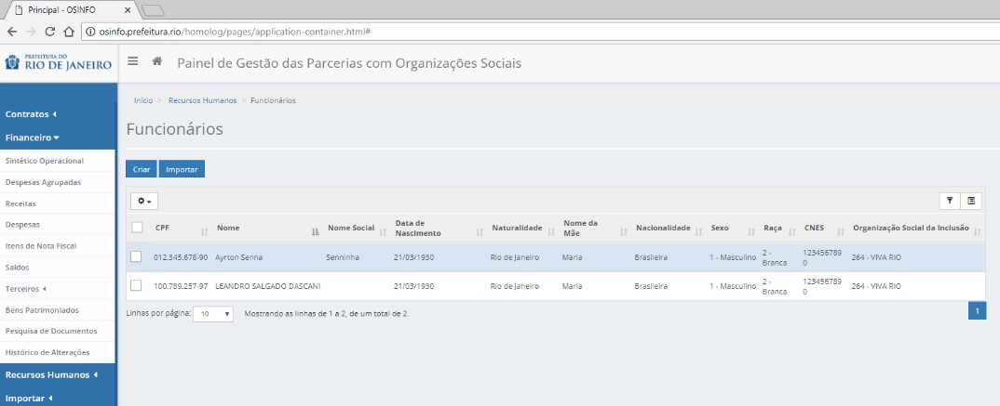 Principal - OSINFO
osinfo.prefeitura.rio/homolog/pages/application-container.html#
PREFEITURA DO
RIO DE JANEIRO
Painel de Gestão das Parcerias com Organizações Sociais
Início > Recursos Humanos > Funcionários
Funcionários
Criar Importar
Contratos
Financeiro
Sintético Operacional
Despesas Agrupadas
Receitas
Despesas
Itens de Nota Fiscal
Saldos
Terceiros
Bens Patrimoniados
Pesquisa de Documentos
Histórico de Alterações
Recursos Humanos
Importar
CPF Nome Nome Social Data de Nascimento Naturalidade Nome da Mãe Nacionalidade Sexo Raça CNES Organização Social da Inclusão
012.345.678-90 Ayrton Senna Senninha 21/03/1930 Rio de Janeiro Maria Brasileira 1 - Masculino 2 - Branca 1234567890 264 - VIVA RIO
100.789.257-97 LEANDRO SALGADO DASCANI 21/03/1930 Rio de Janeiro Maria Brasileira 1 - Masculino 2 - Branca 1234567890 264 - VIVA RIO
Linhas por página: 10 Mostrando as linhas de 1 a 2, de um total de 2.
1